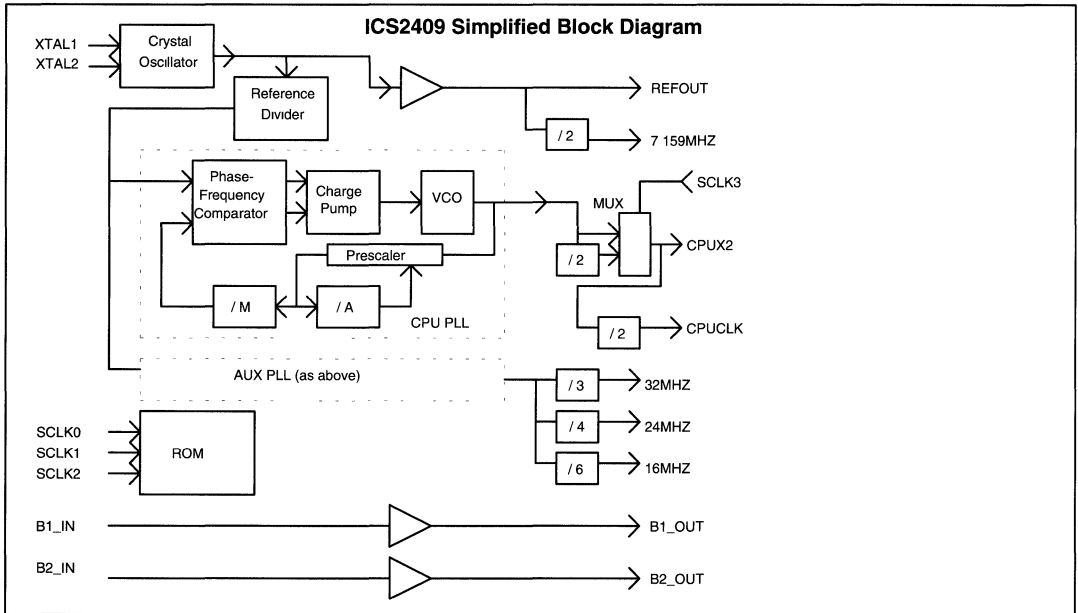 ICS2409 Simplified Block Diagram
XTAL1
XTAL2
Crystal
Oscillator
Reference
Divider
REFOUT
/ 2
7 159MHZ
Phase-
Frequency
Comparator
Charge
Pump
VCO
MUX
SCLK3
Prescaler
/ 2
CPUX2
/ M
/ A
CPU PLL
/ 2
CPUCLK
AUX PLL (as above)
/ 3
32MHZ
/ 4
24MHZ
/ 6
16MHZ
SCLK0
SCLK1
SCLK2
ROM
B1_IN
B1_OUT
B2_IN
B2_OUT